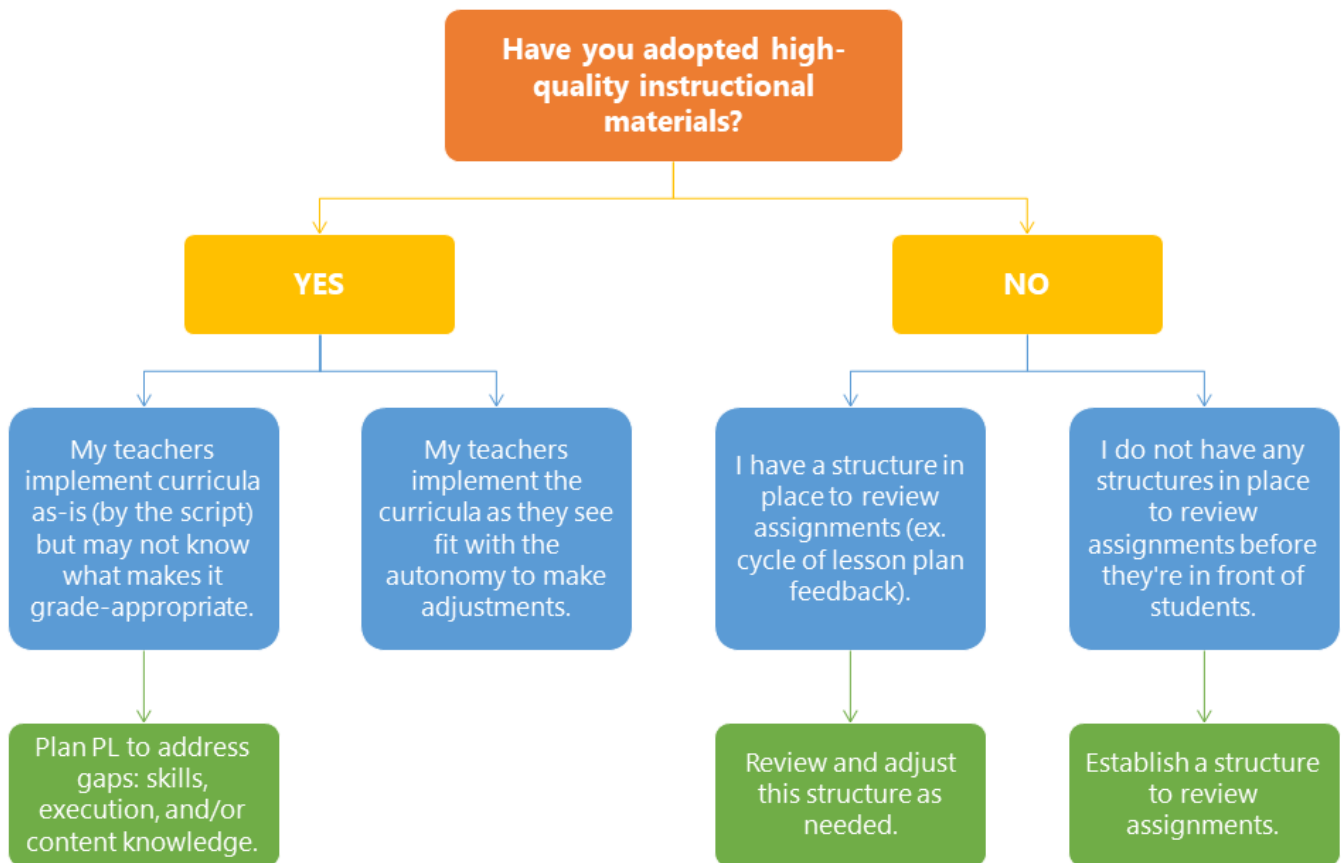 Have you adopted high-
quality instructional
materials?
YES
NO
My teachers
implement curricula
as-is (by the script)
but may not know
what makes it
grade-appropriate.
My teachers
implement the
curricula as they see
fit with the
autonomy to make
adjustments.
I have a structure in
place to review
assignments (ex.
cycle of lesson plan
feedback).
I do not have any
structures in place
to review
assignments before
they're in front of
students.
Plan PL to address
gaps: skills,
execution, and/or
content knowledge.
Review and adjust
this structure as
needed.
Establish a structure
to review
assignments.